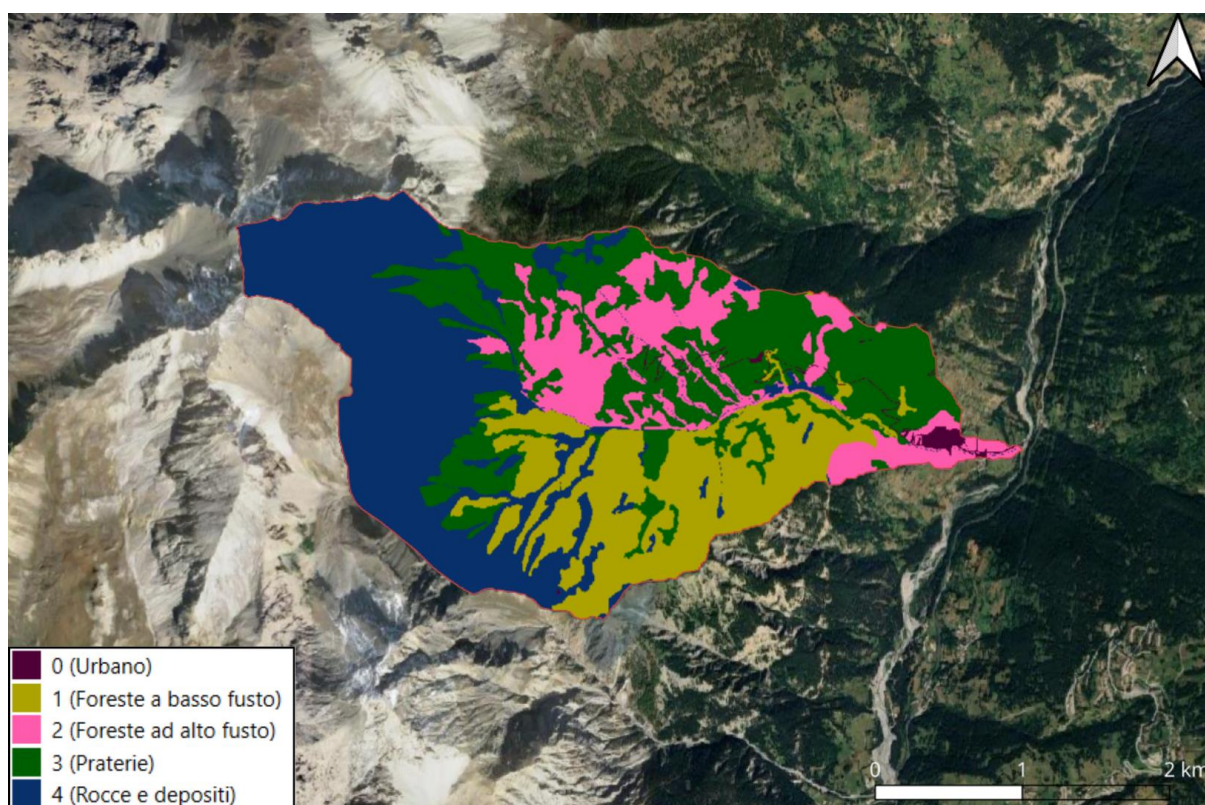 0 (Urbano)
1 (Foreste a basso fusto)
2 (Foreste ad alto fusto)
3 (Praterie)
4 (Rocce e depositi)
0 1 2 km